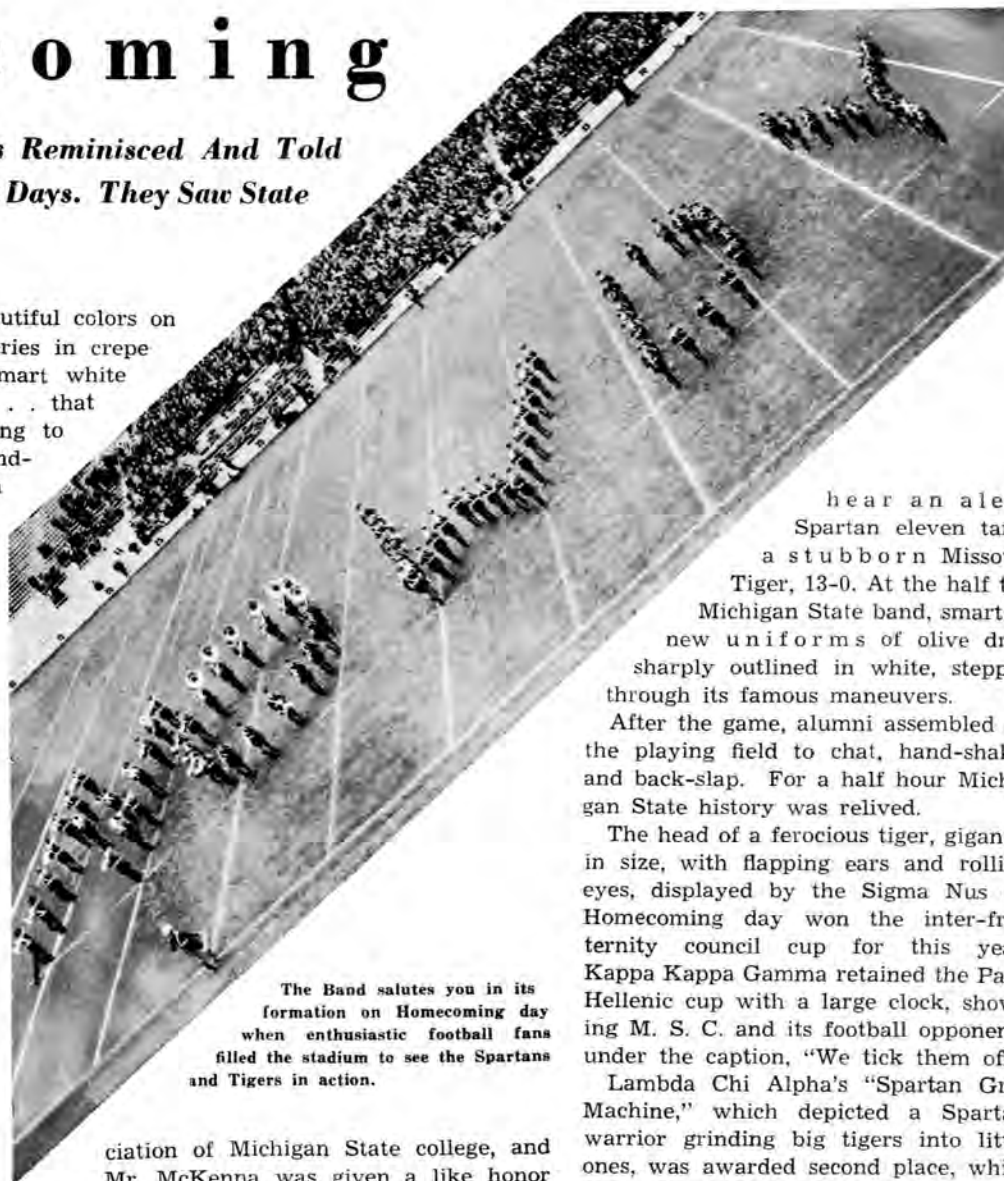 oming
s Reminisced And Told
Days. They Saw State
utiful colors on
ries in crepe
mart white
. . that
ng to
nd-
The Band salutes you in its
formation on Homecoming day
when enthusiastic football fans
filled the stadium to see the Spartans
and Tigers in action.
ciation of Michigan State college, and
Mr. McKenna was given a like honor
hear an ale
Spartan eleven ta
a stubborn Misso
Tiger, 13-0. At the half t
Michigan State band, smart
new uniforms of olive dr
sharply outlined in white, stepp
through its famous maneuvers.
After the game, alumni assembled
the playing field to chat, hand-shak
and back-slap. For a half hour Mich
gan State history was relived.
The head of a ferocious tiger, gigan
in size, with flapping ears and rolli
eyes, displayed by the Sigma Nus
Homecoming day won the inter-fr
ternity council cup for this yea
Kappa Kappa Gamma retained the Pa
Hellenic cup with a large clock, show
ing M. S. C. and its football opponen
under the caption, “We tick them of
Lambda Chi Alpha’s “Spartan Gr
Machine,” which depicted a Spart
warrior grinding big tigers into litt
ones, was awarded second place, whi